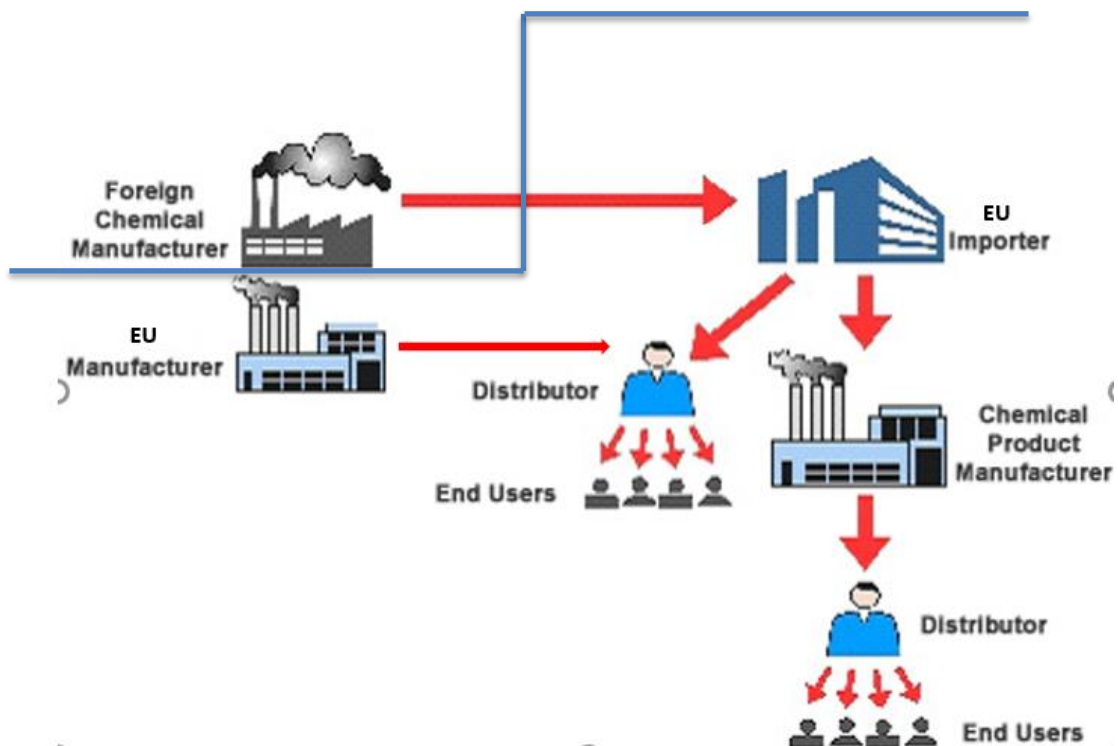 Foreign
Chemical
Manufacturer
EU
Importer
EU
Manufacturer
Distributor
End Users
Chemical
Product
Manufacturer
Distributor
End Users